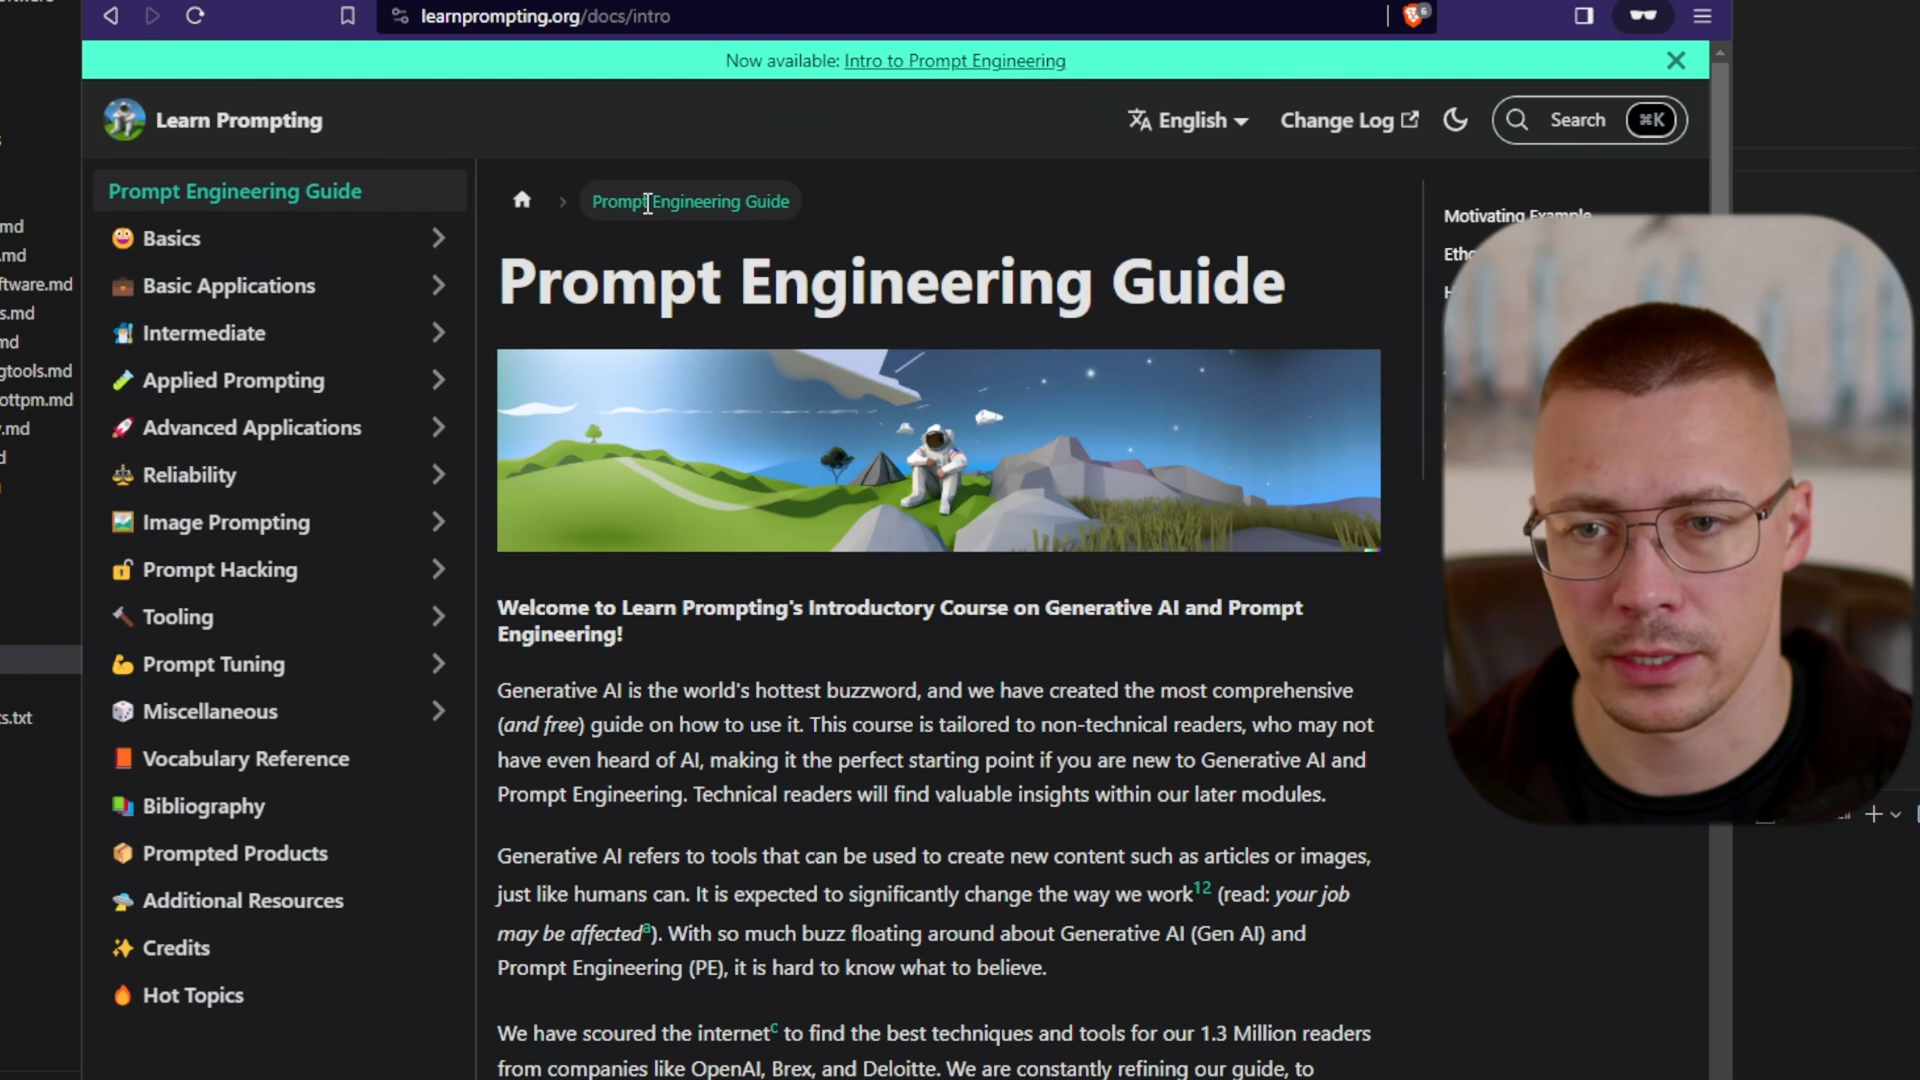 learnprompting.org/docs/intro
6
Now available: Intro to Prompt Engineering
Learn Prompting
English
Change Log
Search
⌘K
Prompt Engineering Guide
Basics
Basic Applications
Intermediate
Applied Prompting
Advanced Applications
Reliability
Image Prompting
Prompt Hacking
Tooling
Prompt Tuning
Miscellaneous
Vocabulary Reference
Bibliography
Prompted Products
Additional Resources
Credits
Hot Topics
Prompt Engineering Guide
Prompt Engineering Guide
Welcome to Learn Prompting's Introductory Course on Generative AI and Prompt
Engineering!
Generative AI is the world's hottest buzzword, and we have created the most comprehensive
(and free) guide on how to use it. This course is tailored to non-technical readers, who may not
have even heard of AI, making it the perfect starting point if you are new to Generative AI and
Prompt Engineering. Technical readers will find valuable insights within our later modules.
Generative AI refers to tools that can be used to create new content such as articles or images,
just like humans can. It is expected to significantly change the way we work12 (read: your job
may be affecteda). With so much buzz floating around about Generative AI (Gen AI) and
Prompt Engineering (PE), it is hard to know what to believe.
We have scoured the internetc to find the best techniques and tools for our 1.3 Million readers
from companies like OpenAI, Brex, and Deloitte. We are constantly refining our guide, to
Motivating Example
md
.md
ftware.md
s.md
md
gtools.md
ottpm.md
.md
d
ts.txt